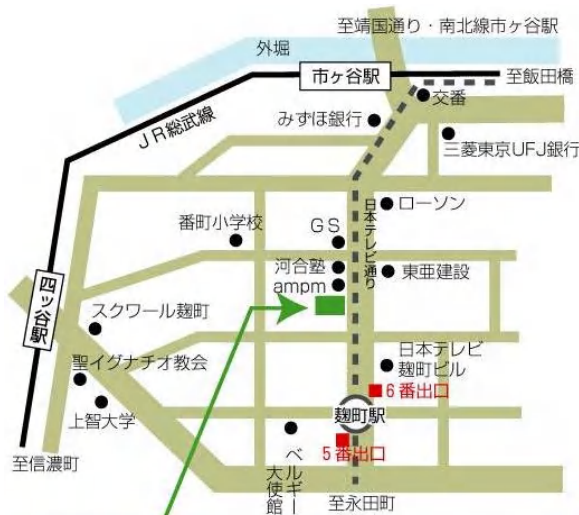 至靖国通り・南北線市ヶ谷駅
外堀
市ヶ谷駅
至飯田橋
交番
みずほ銀行
JR総武線
三菱東京UFJ銀行
日本テレビ通り
ローソン
番町小学校
GS
河合塾
ampm
東亜建設
四ッ谷駅
スクワール麹町
日本テレビ
麹町ビル
聖イグナチオ教会
6番出口
上智大学
麹町駅
5番出口
ベルギー
大使館
至信濃町
至永田町